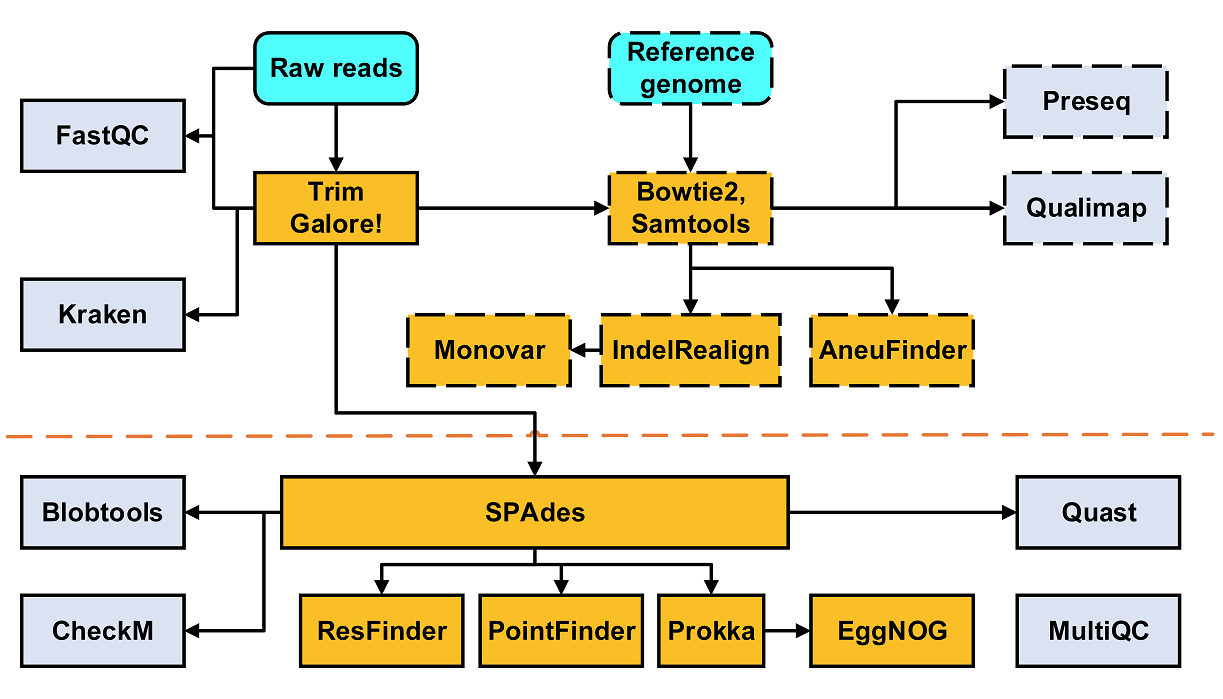 Raw reads
Reference
genome
Preseq
FastQC
Trim
Galore!
Bowtie2,
Samtools
Qualimap
Kraken
Monovar
IndelRealign
AneuFinder
Blobtools
SPAdes
Quast
CheckM
ResFinder
PointFinder
Prokka
EggNOG
MultiQC